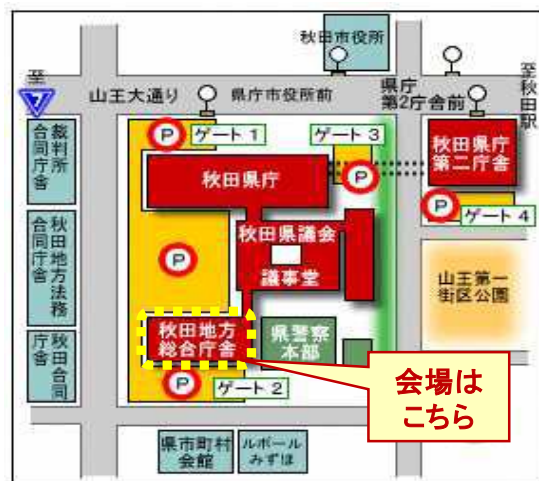 秋田市役所
至
7
山王大通り
県庁市役所前
県庁
第2庁舎前
至秋田駅
裁判所
合同庁舎
P
ゲート1
ゲート3
P
秋田県庁
秋田県庁
第二庁舎
P
ゲート4
秋田地方法務
合同庁舎
秋田県議会
議事堂
P
山王第一
街区公園
秋田地方
総合庁舎
県警察
本部
秋田合同
庁舎
P
ゲート2
会場は
こちら
県市町村
会館
ルポール
みずほ